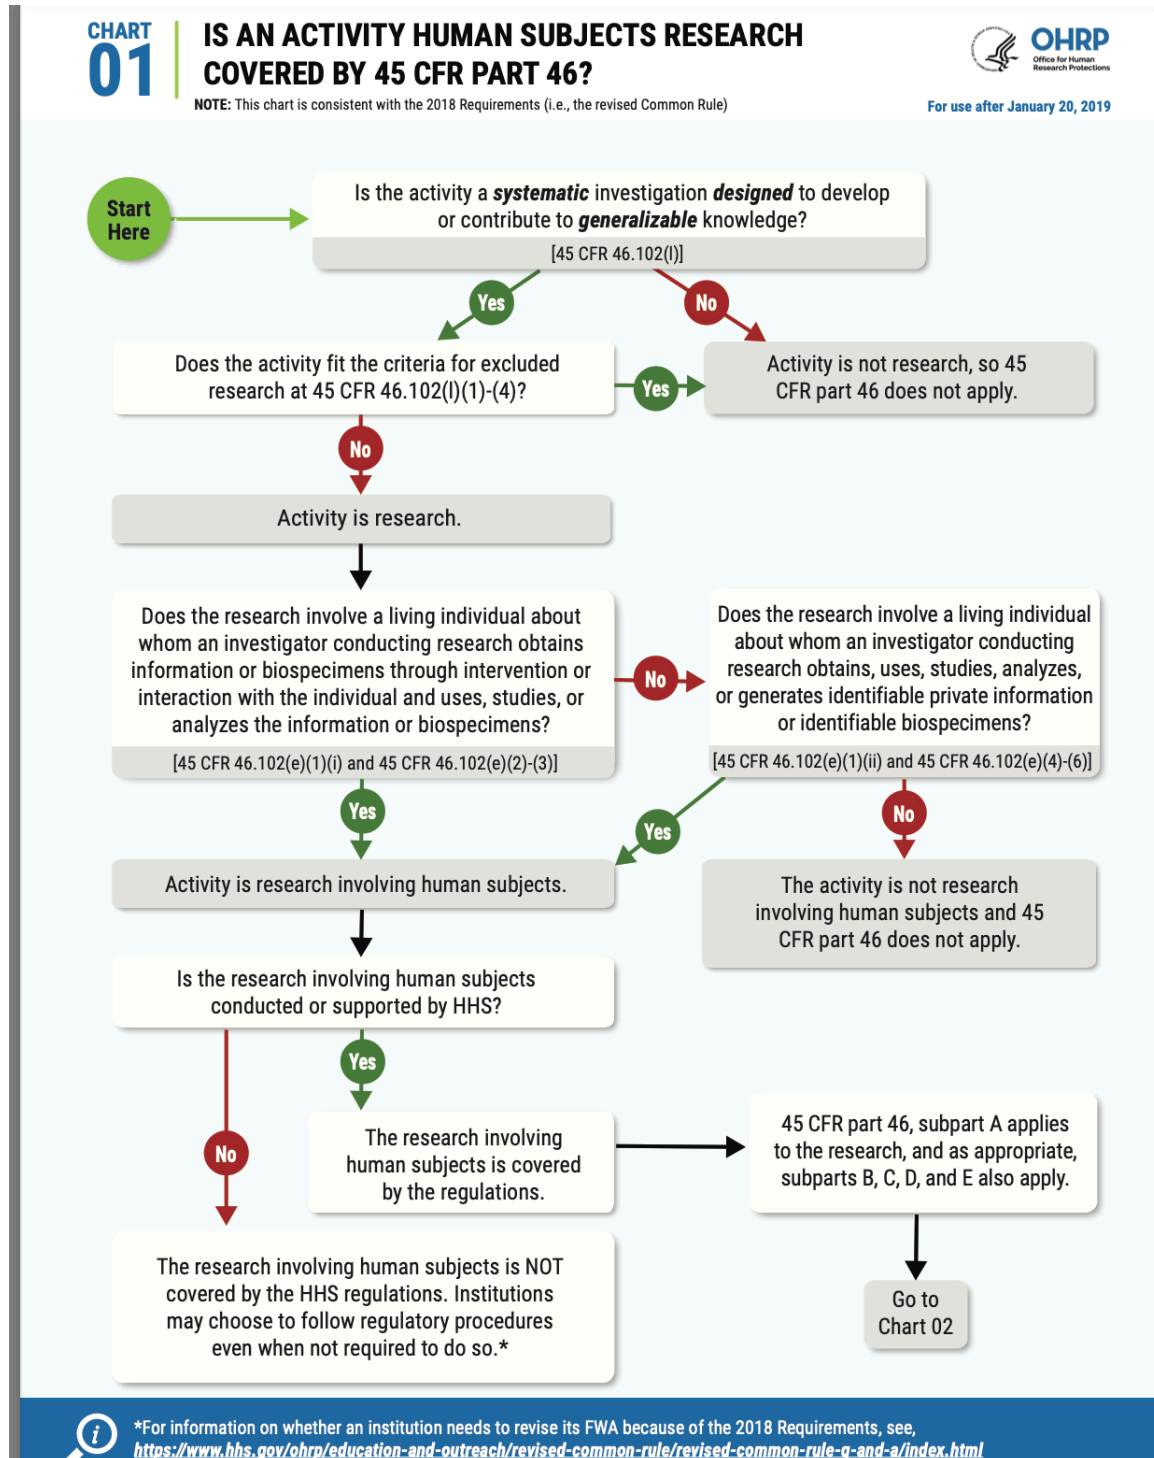 CHART
01
IS AN ACTIVITY HUMAN SUBJECTS RESEARCH
COVERED BY 45 CFR PART 46?
NOTE: This chart is consistent with the 2018 Requirements (i.e., the revised Common Rule)
OHRP
Office for Human
Research Protections
For use after January 20, 2019
Start
Here
Is the activity a systematic investigation designed to develop
or contribute to generalizable knowledge?
[45 CFR 46.102(l)]
Yes
No
Does the activity fit the criteria for excluded
research at 45 CFR 46.102(l)(1)-(4)?
Yes
Activity is not research, so 45
CFR part 46 does not apply.
No
Activity is research.
Does the research involve a living individual about
whom an investigator conducting research obtains
information or biospecimens through intervention or
interaction with the individual and uses, studies, or
analyzes the information or biospecimens?
[45 CFR 46.102(e)(1)(i) and 45 CFR 46.102(e)(2)-(3)]
No
Does the research involve a living individual
about whom an investigator conducting
research obtains, uses, studies, analyzes,
or generates identifiable private information
or identifiable biospecimens?
[45 CFR 46.102(e)(1)(ii) and 45 CFR 46.102(e)(4)-(6)]
Yes
Yes
No
Activity is research involving human subjects.
The activity is not research
involving human subjects and 45
CFR part 46 does not apply.
Is the research involving human subjects
conducted or supported by HHS?
Yes
No
The research involving
human subjects is covered
by the regulations.
45 CFR part 46, subpart A applies
to the research, and as appropriate,
subparts B, C, D, and E also apply.
The research involving human subjects is NOT
covered by the HHS regulations. Institutions
may choose to follow regulatory procedures
even when not required to do so.*
Go to
Chart 02
*For information on whether an institution needs to revise its FWA because of the 2018 Requirements, see,
https://www.hhs.gov/ohrp/education-and-outreach/revised-common-rule/revised-common-rule-q-and-a/index.html